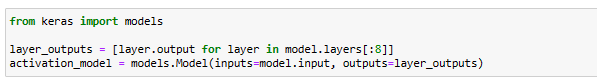 from keras import models
layer_outputs = [layer.output for layer in model.layers[:8]]
activation_model = models.Model(inputs=model.input, outputs=layer_outputs)